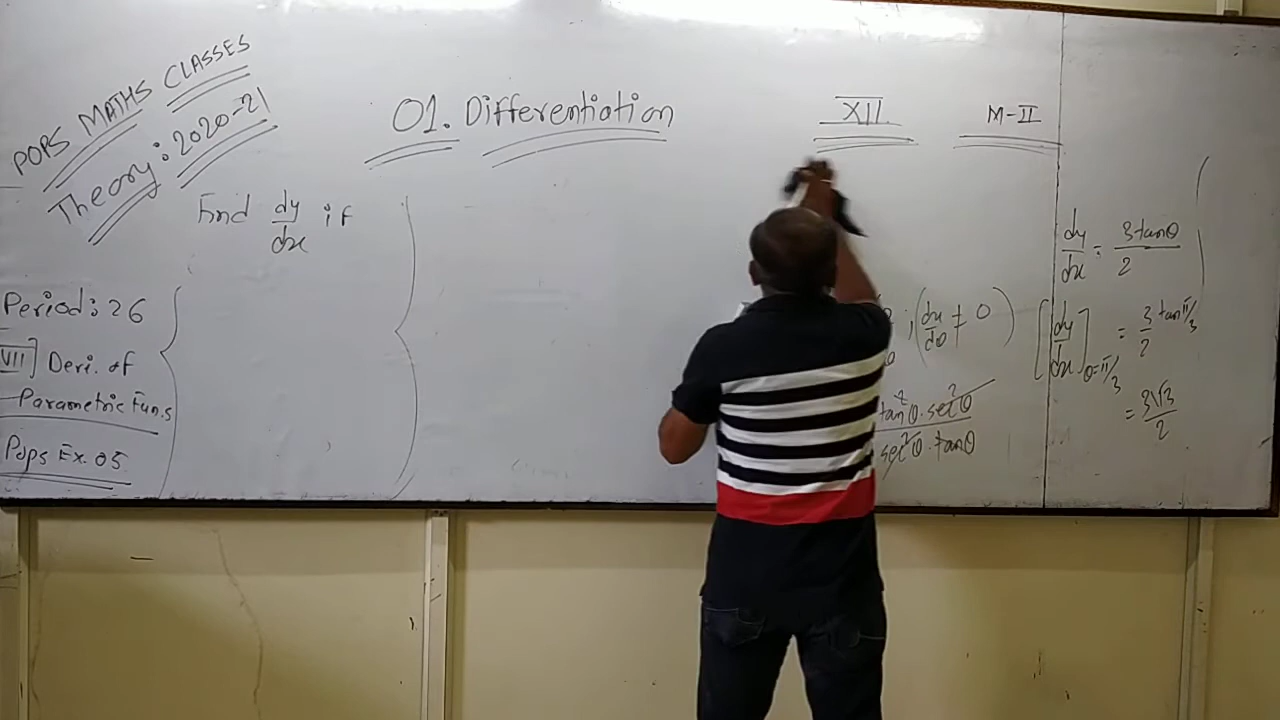 POPS MATHS CLASSES
Theory: 2020-21
01. Differentiation
XII
M-II
Find dy/dx if
Period: 26
VII] Deri. of
Parametric Fun.s
Pops Ex. 05
; (dx/dθ ≠ 0)
tan²θ · sec²θ
sec²θ · tanθ
dy/dx = 3tanθ/2
[dy/dx]θ=π/3 = 3/2 tan π/3
= 3√3/2